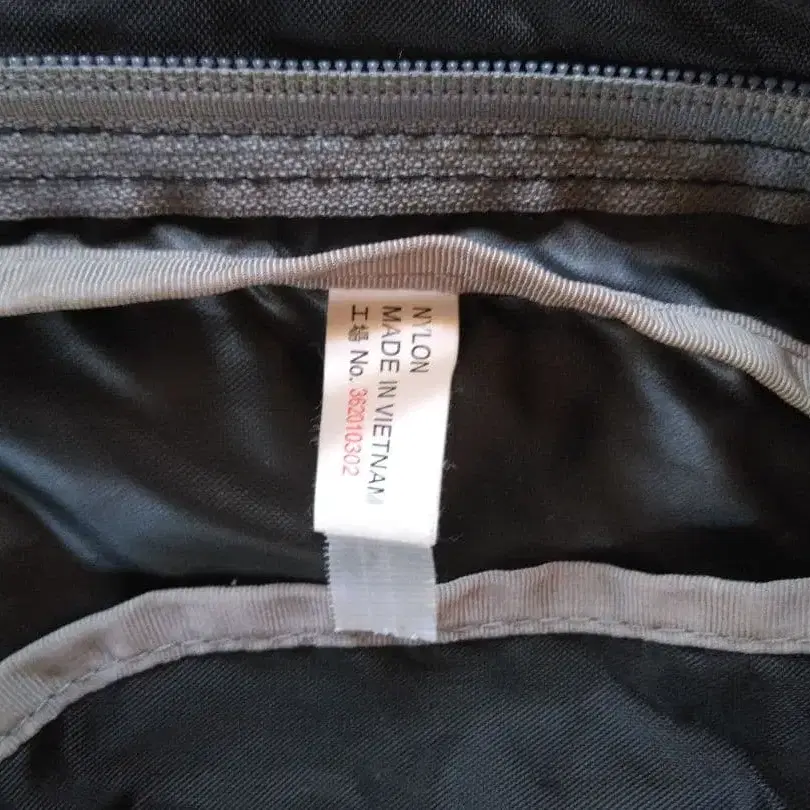 NYLON
MADE IN VIETNAM
工場 No. 362010302